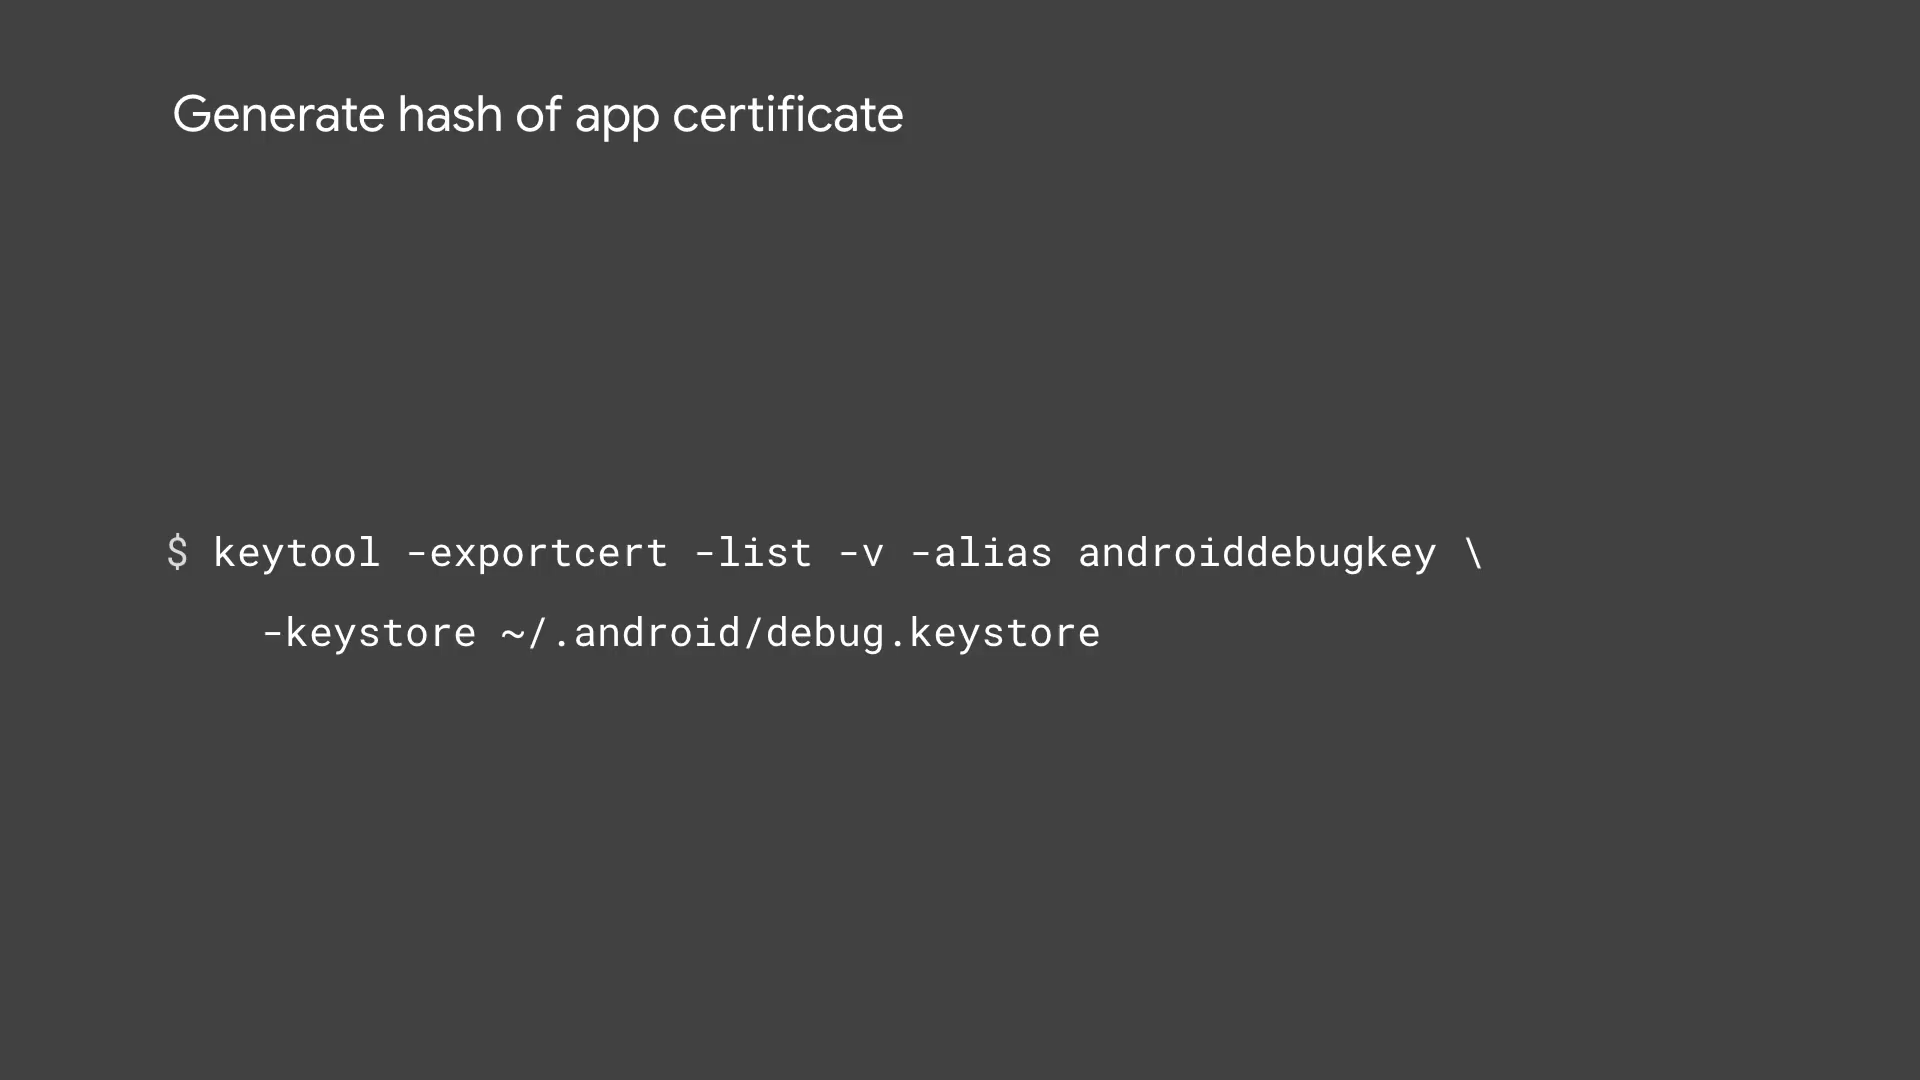 Generate hash of app certificate
$ keytool -exportcert -list -v -alias androiddebugkey \
-keystore ~/.android/debug.keystore